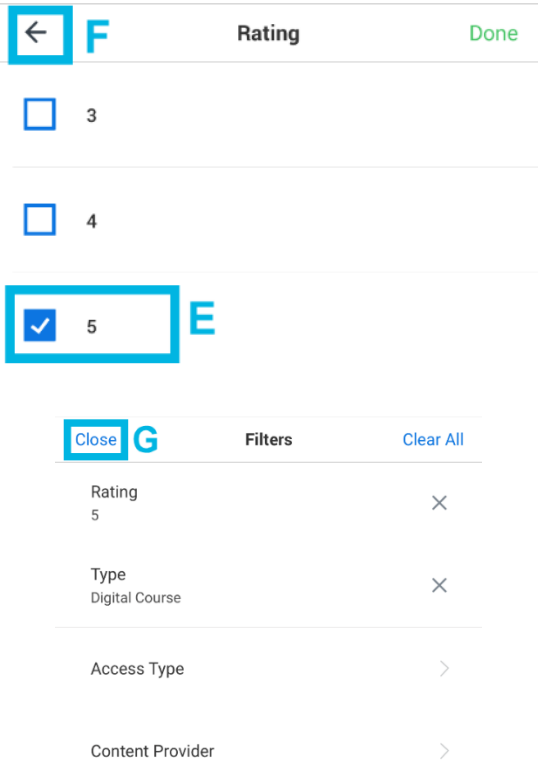 F Rating Done
3
4
5 E
Close G Filters Clear All
Rating
5
Type
Digital Course
Access Type
Content Provider